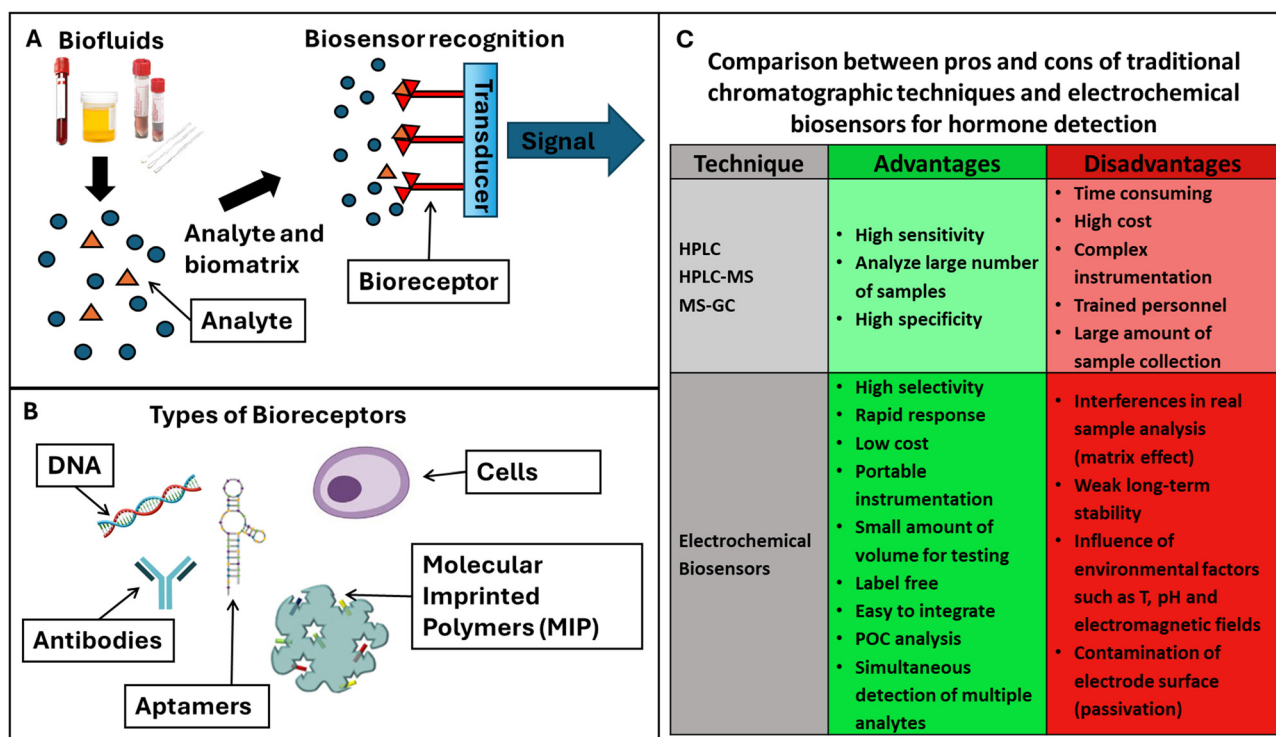 A
Biofluids
Biosensor recognition
Transducer
Signal
Analyte and
biomatrix
Bioreceptor
Analyte
B
Types of Bioreceptors
DNA
Cells
Antibodies
Molecular
Imprinted
Polymers (MIP)
Aptamers
C
Comparison between pros and cons of traditional
chromatographic techniques and electrochemical
biosensors for hormone detection
Technique
Advantages
Disadvantages
HPLC
HPLC-MS
MS-GC
• High sensitivity
• Analyze large number
of samples
• High specificity
• Time consuming
• High cost
• Complex
instrumentation
• Trained personnel
• Large amount of
sample collection
Electrochemical
Biosensors
• High selectivity
• Rapid response
• Low cost
• Portable
instrumentation
• Small amount of
volume for testing
• Label free
• Easy to integrate
• POC analysis
• Simultaneous
detection of multiple
analytes
• Interferences in real
sample analysis
(matrix effect)
• Weak long-term
stability
• Influence of
environmental factors
such as T, pH and
electromagnetic fields
• Contamination of
electrode surface
(passivation)